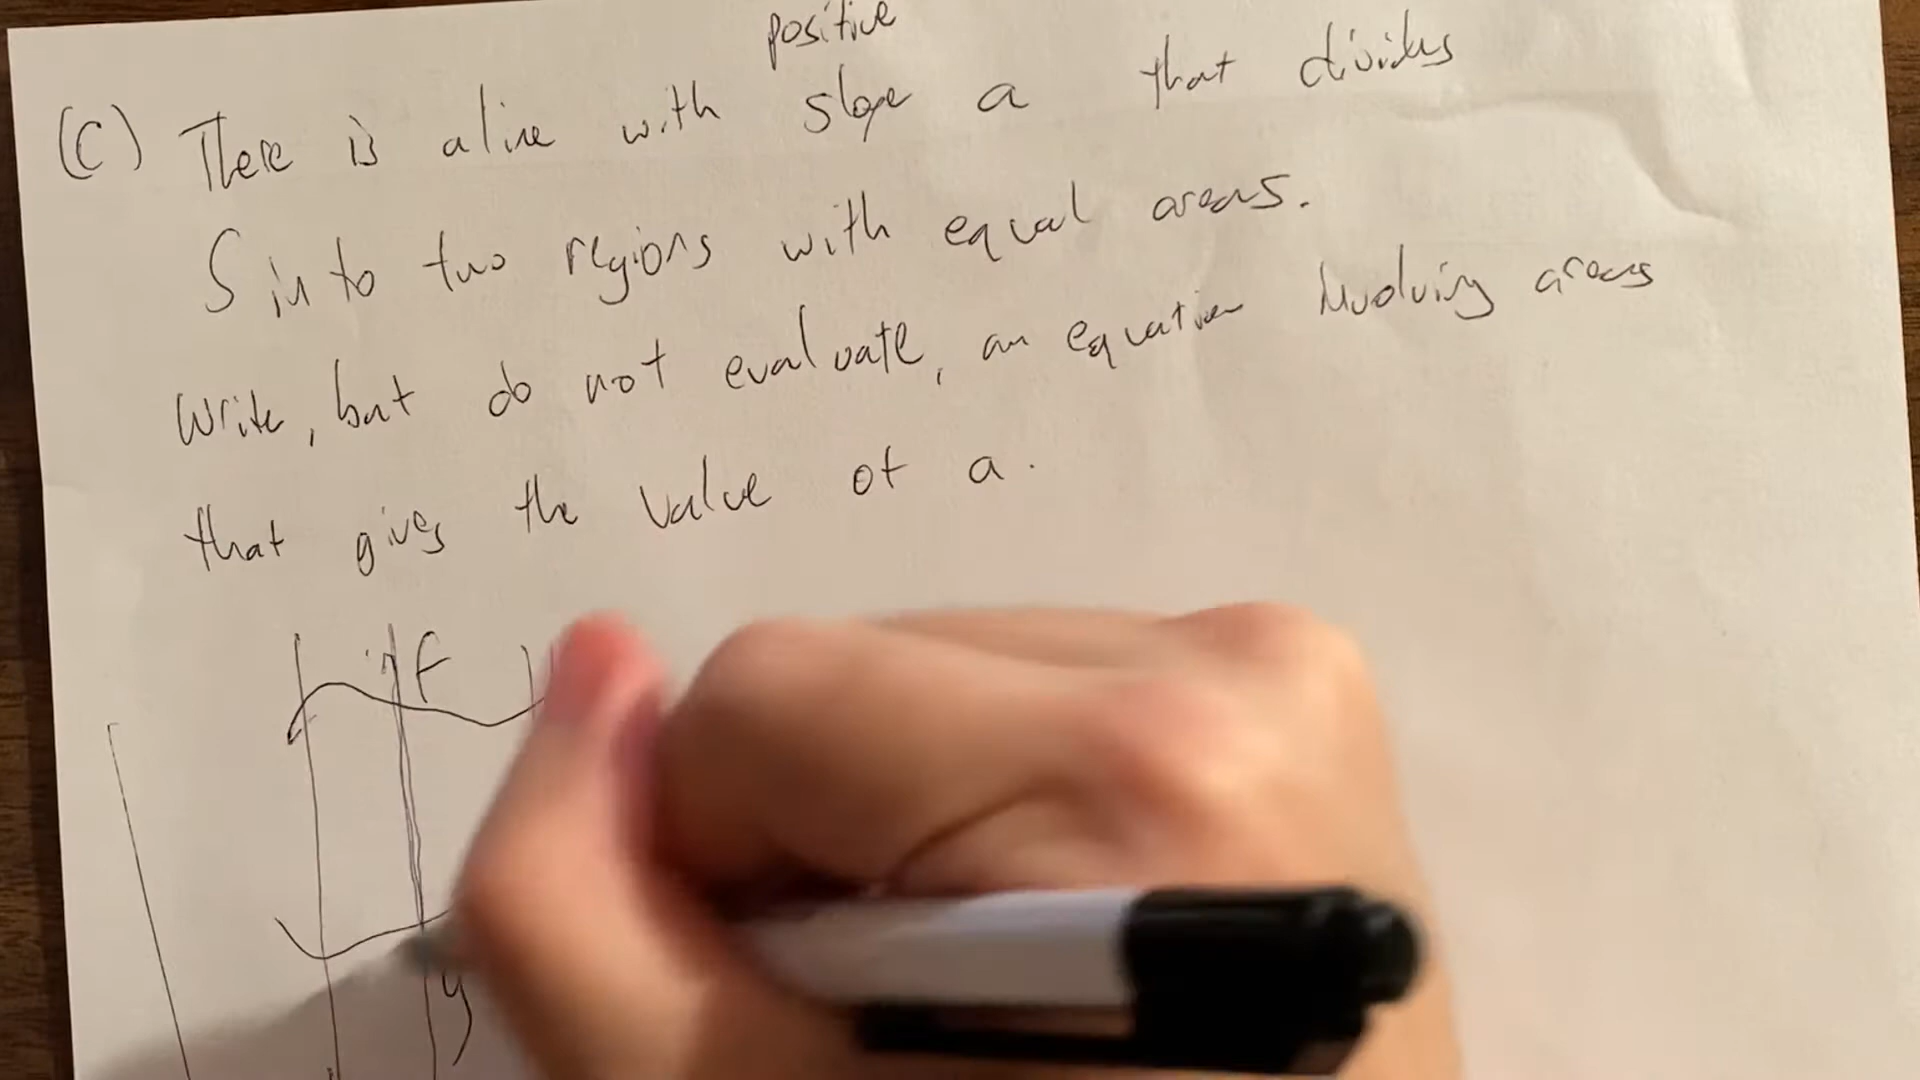 positive
(C) There is a line with slope a that divides
S into two regions with equal areas.
Write, but do not evaluate, an equation involving areas
that gives the value of a.
f
g